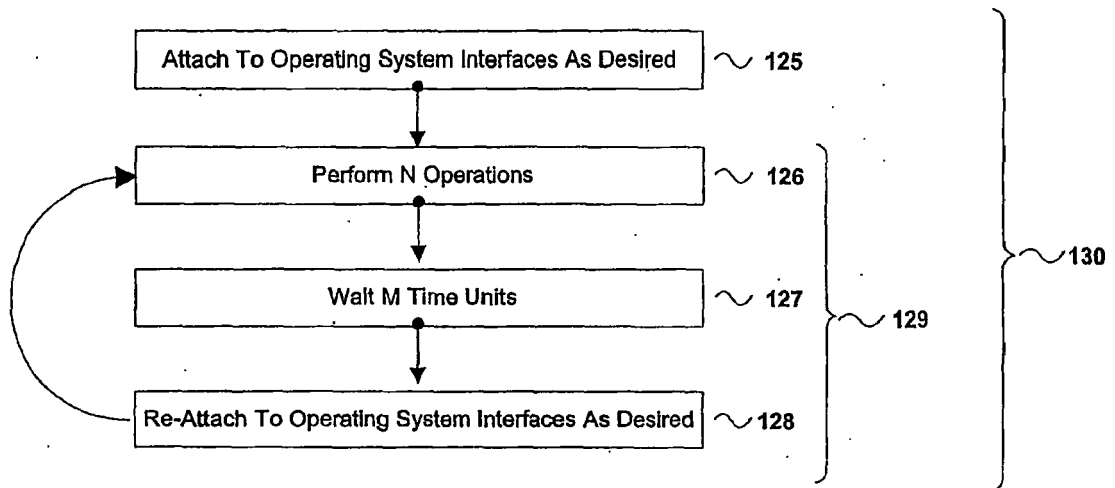 Attach To Operating System Interfaces As Desired 125
Perform N Operations 126
Wait M Time Units 127
Re-Attach To Operating System Interfaces As Desired 128
129
130